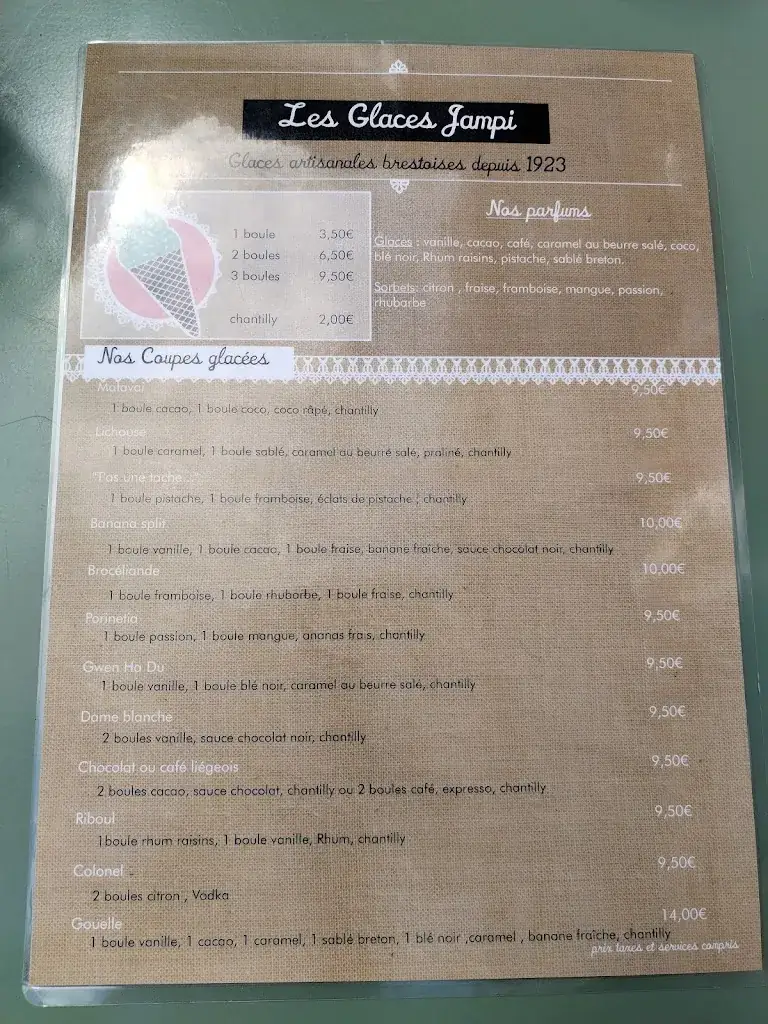 Les Glaces Jampi
Glaces artisanales brestoises depuis 1923
1 boule 3,50€
2 boules 6,50€
3 boules 9,50€
chantilly 2,00€
Nos parfums
Glaces : vanille, cacao, café, caramel au beurre salé, coco,
blé noir, Rhum raisins, pistache, sablé breton.
Sorbets: citron , fraise, framboise, mangue, passion,
rhubarbe
Nos Coupes glacées
Matavai 9,50€
1 boule cacao, 1 boule coco, coco râpé, chantilly
Lichouse 9,50€
1 boule caramel, 1 boule sablé, caramel au beurre salé, praliné, chantilly
"T'as une tache..." 9,50€
1 boule pistache, 1 boule framboise, éclats de pistache , chantilly
Banana split 10,00€
1 boule vanille, 1 boule cacao, 1 boule fraise, banane fraîche, sauce chocolat noir, chantilly
Brocéliande 10,00€
1 boule framboise, 1 boule rhubarbe, 1 boule fraise, chantilly
Porinetia 9,50€
1 boule passion, 1 boule mangue, ananas frais, chantilly
Gwen Ha Du 9,50€
1 boule vanille, 1 boule blé noir, caramel au beurre salé, chantilly
Dame blanche 9,50€
2 boules vanille, sauce chocolat noir, chantilly
Chocolat ou café liégeois 9,50€
2 boules cacao, sauce chocolat, chantilly ou 2 boules café, expresso, chantilly
Riboul 9,50€
1boule rhum raisins, 1 boule vanille, Rhum, chantilly
Colonel 9,50€
2 boules citron , Vodka
Gouelle 14,00€
1 boule vanille, 1 cacao, 1 caramel, 1 sablé breton, 1 blé noir ,caramel , banane fraîche, chantilly
prix taxes et services compris